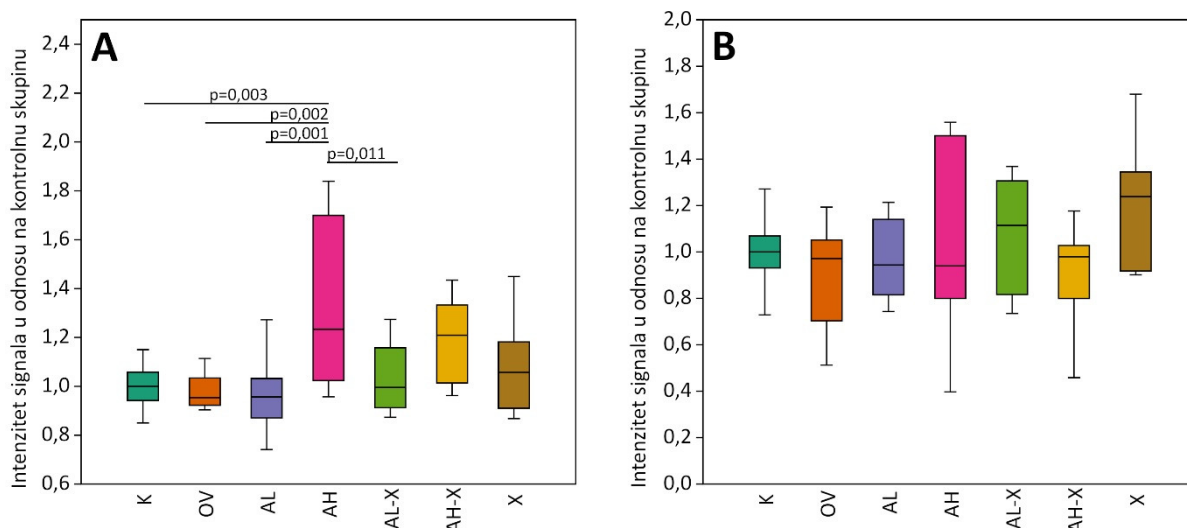 A
Intenzitet signala u odnosu na kontrolnu skupinu
2,4
2,2
2,0
1,8
1,6
1,4
1,2
1,0
0,8
0,6
p=0,003
p=0,002
p=0,001
p=0,011
K
OV
AL
AH
AL-X
AH-X
X
B
Intenzitet signala u odnosu na kontrolnu skupinu
2,0
1,8
1,6
1,4
1,2
1,0
0,8
0,6
0,4
0,2
0,0
K
OV
AL
AH
AL-X
AH-X
X